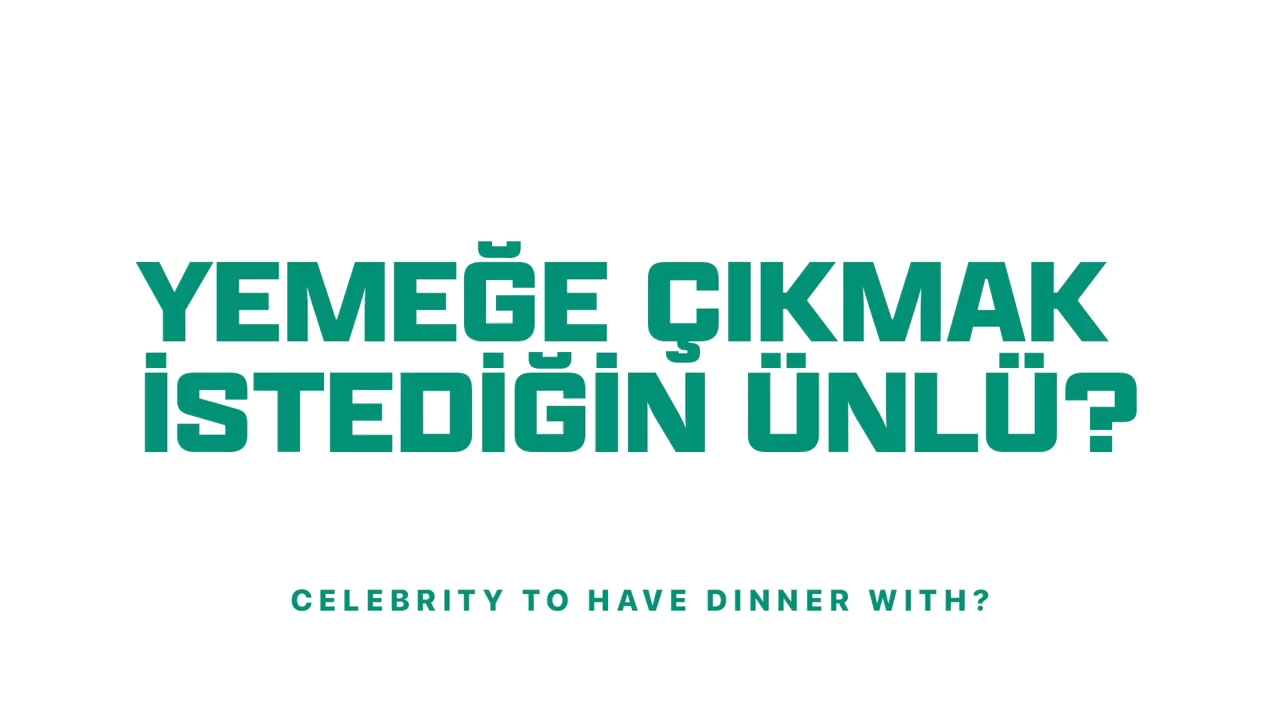 YEMEĞE ÇIKMAK
İSTEDİĞİN ÜNLÜ?
CELEBRITY TO HAVE DINNER WITH?